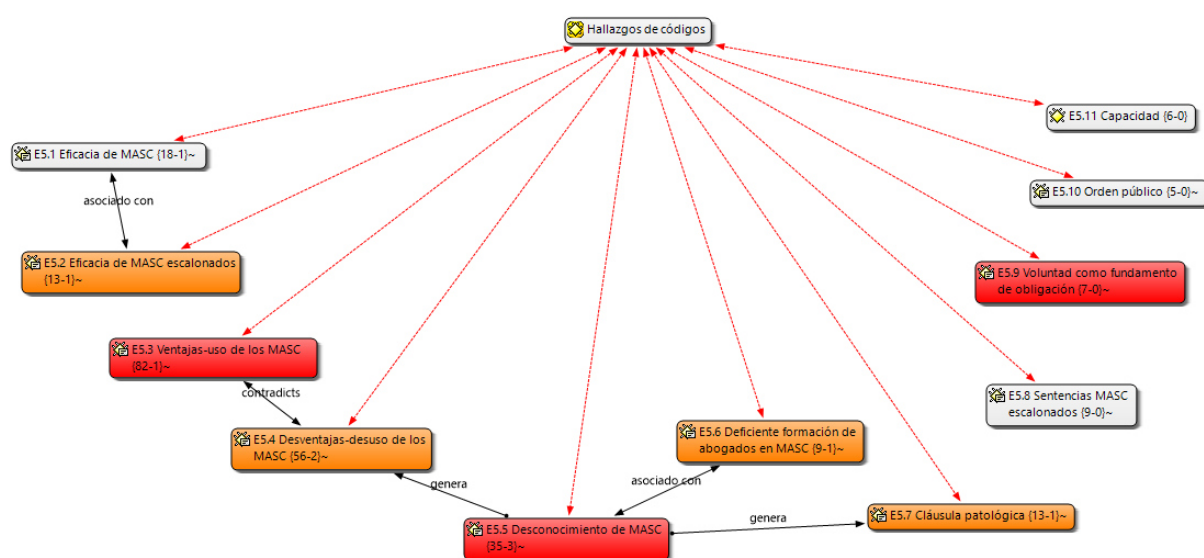 Hallazgos de códigos
E5.11 Capacidad {6-0}
E5.1 Eficacia de MASC {18-1}~
E5.10 Orden público {5-0}~
asociado con
E5.2 Eficacia de MASC escalonados
{13-1}~
E5.9 Voluntad como fundamento
de obligación {7-0}~
E5.3 Ventajas-uso de los MASC
{82-1}~
contradicts
E5.8 Sentencias MASC
escalonados {9-0}~
E5.4 Desventajas-desuso de los
MASC {56-2}~
E5.6 Deficiente formación de
abogados en MASC {9-1}~
genera
asociado con
E5.5 Desconocimiento de MASC
{35-3}~
genera
E5.7 Cláusula patológica {13-1}~